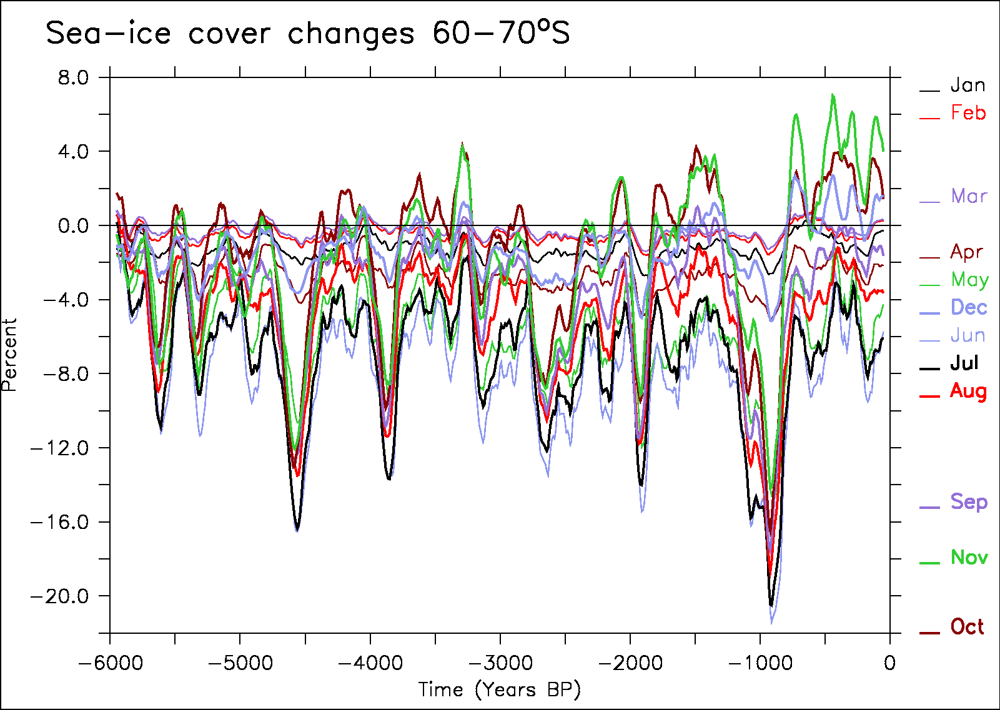 Sea-ice cover changes 60-70°S
8.0
4.0
0.0
-4.0
-8.0
-12.0
-16.0
-20.0
Percent
-6000 -5000 -4000 -3000 -2000 -1000 0
Time (Years BP)
Jan
Feb
Mar
Apr
May
Dec
Jun
Jul
Aug
Sep
Nov
Oct